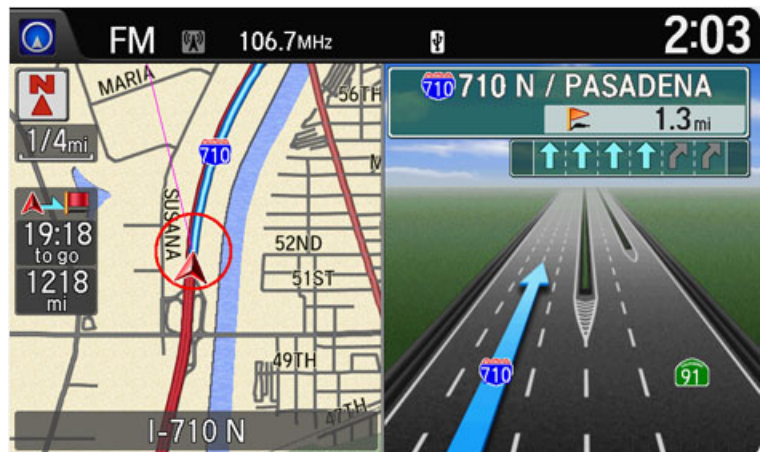 FM 106.7MHz 2:03
N
1/4mi
19:18
to go
1218
mi
MARIA
56TH
710
SUSANA
52ND
51ST
49TH
47TH
I-710 N
710 710 N / PASADENA
1.3mi
710
91